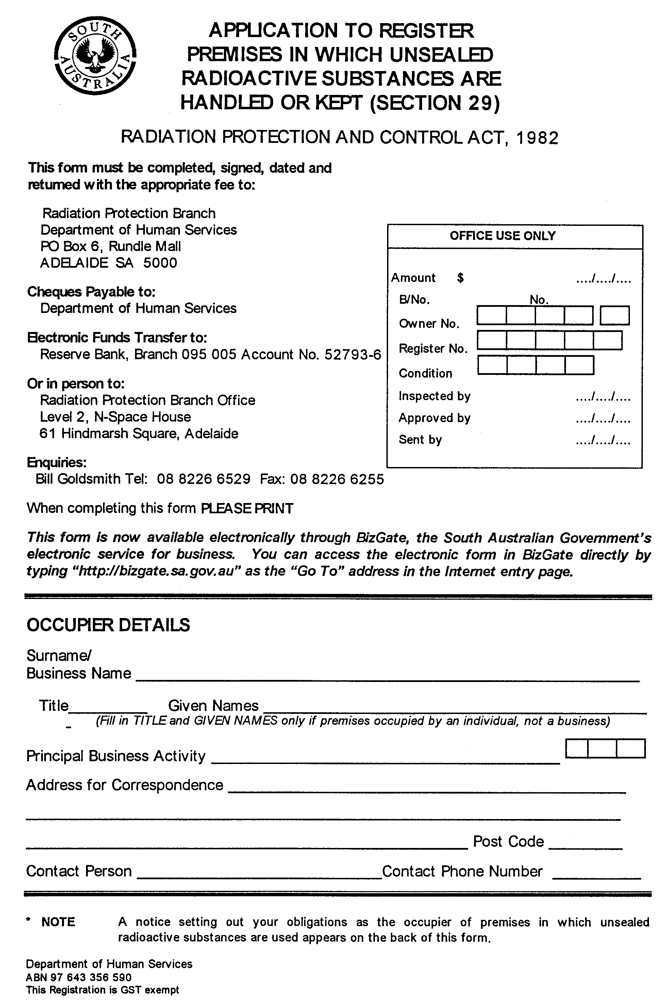 SOUTH
AUSTRALIA
APPLICATION TO REGISTER
PREMISES IN WHICH UNSEALED
RADIOACTIVE SUBSTANCES ARE
HANDLED OR KEPT (SECTION 29)
RADIATION PROTECTION AND CONTROL ACT, 1982
This form must be completed, signed, dated and
returned with the appropriate fee to:
Radiation Protection Branch
Department of Human Services
PO Box 6, Rundle Mall
ADELAIDE SA 5000
Cheques Payable to:
Department of Human Services
Electronic Funds Transfer to:
Reserve Bank, Branch 095 005 Account No. 52793-6
Or in person to:
Radiation Protection Branch Office
Level 2, N-Space House
61 Hindmarsh Square, Adelaide
Enquiries:
Bill Goldsmith Tel: 08 8226 6529 Fax: 08 8226 6255
OFFICE USE ONLY
Amount $ ..../..../....
B/No. No.
Owner No.
Register No.
Condition
Inspected by ..../..../....
Approved by ..../..../....
Sent by ..../..../....
When completing this form PLEASE PRINT
This form is now available electronically through BizGate, the South Australian Government's
electronic service for business. You can access the electronic form in BizGate directly by
typing “http://bizgate.sa.gov.au” as the “Go To” address in the Internet entry page.
OCCUPIER DETAILS
Surname/
Business Name
Title Given Names
(Fill in TITLE and GIVEN NAMES only if premises occupied by an individual, not a business)
Principal Business Activity
Address for Correspondence
Post Code
Contact Person Contact Phone Number
* NOTE A notice setting out your obligations as the occupier of premises in which unsealed
radioactive substances are used appears on the back of this form.
Department of Human Services
ABN 97 643 356 590
This Registration is GST exempt